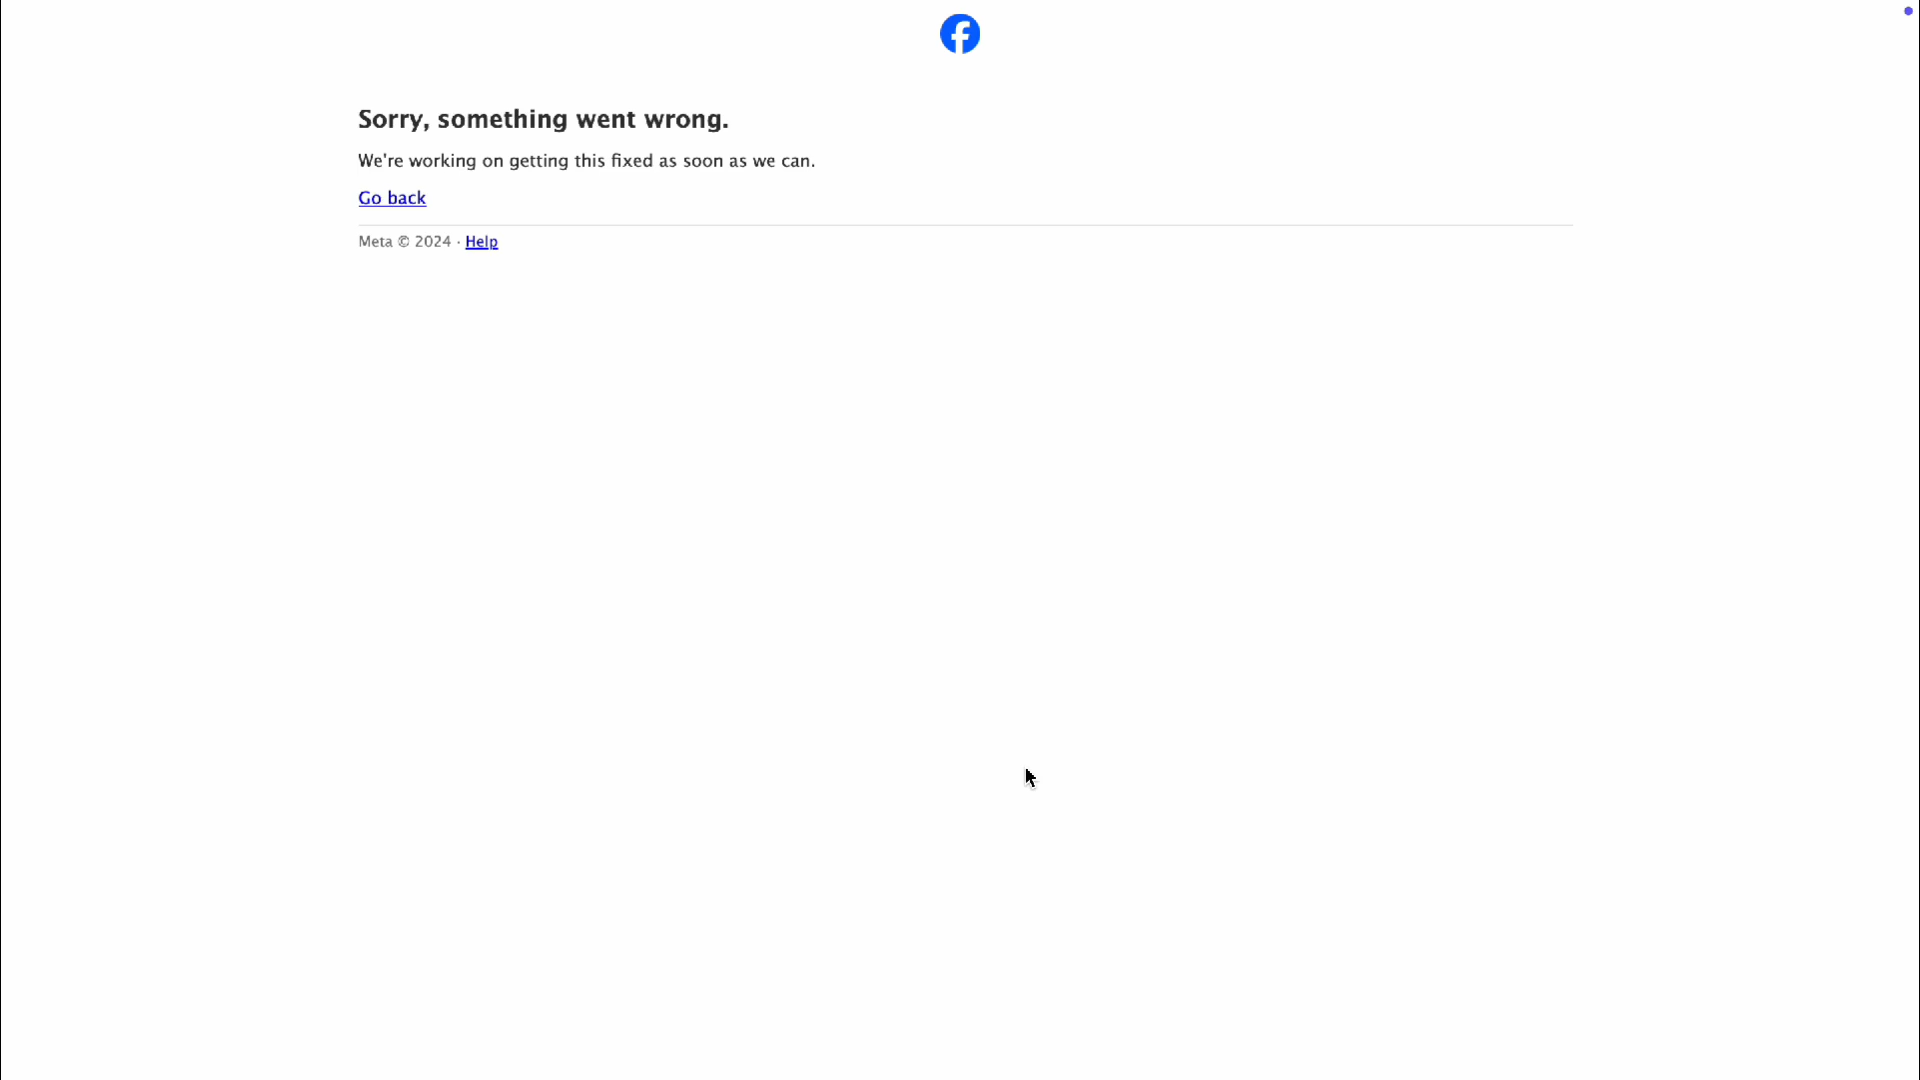 Sorry, something went wrong.
We're working on getting this fixed as soon as we can.
Go back
Meta © 2024 · Help